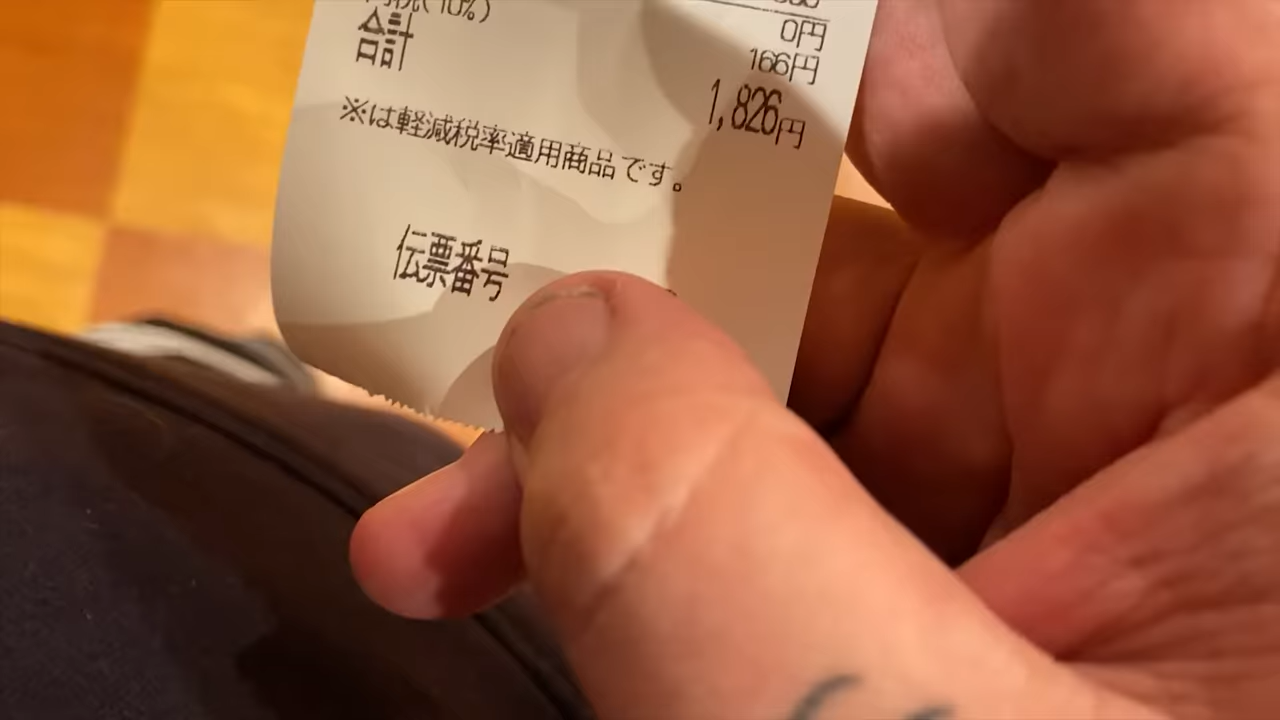 0円
(10%) 166円
合計 1,826円
※は軽減税率適用商品です。
伝票番号